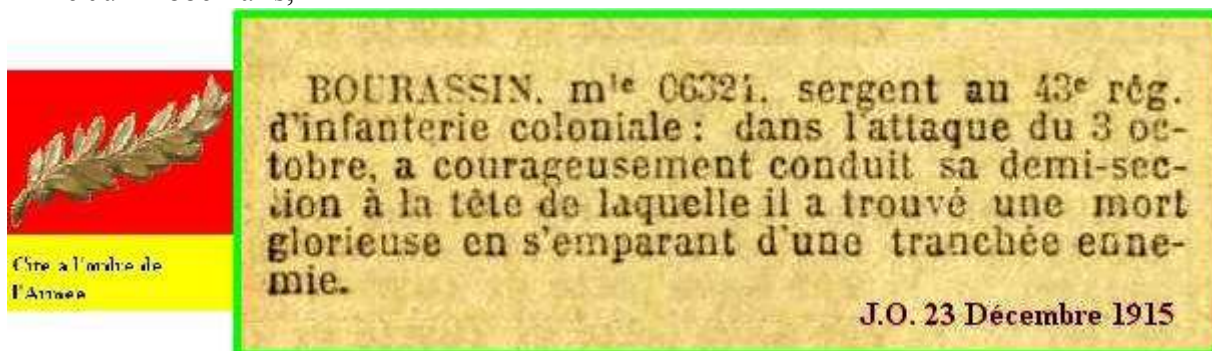 BOURASSIN, mle 06321, sergent au 43e rég.
d'infanterie coloniale : dans l'attaque du 3 oc-
tobre, a courageusement conduit sa demi-sec-
tion à la tête de laquelle il a trouvé une mort
glorieuse en s'emparant d'une tranchée enne-
mie.
J.O. 23 Décembre 1915
Cité a l'ordre de
l'Armée